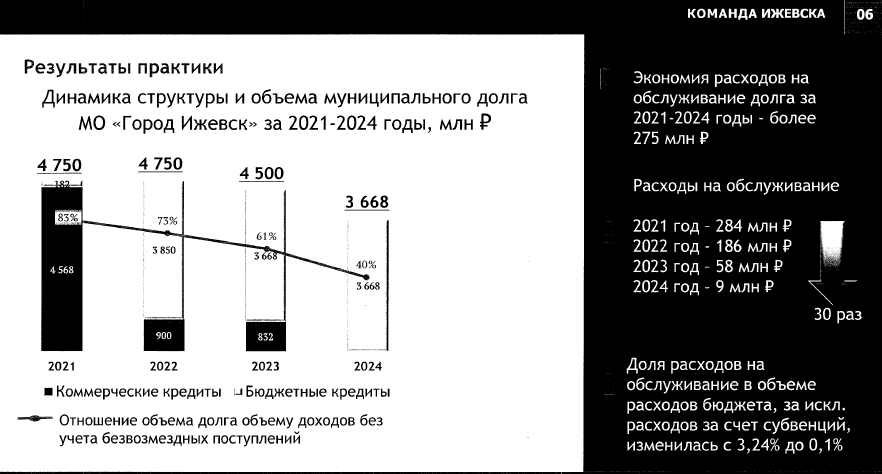 КОМАНДА ИЖЕВСКА
06
Результаты практики
Динамика структуры и объема муниципального долга
МО «Город Ижевск» за 2021-2024 годы, млн ₽
4 750
4 750
4 500
3 668
182
83%
73%
61%
40%
3 850
3 668
3 668
4 568
900
832
2021
2022
2023
2024
Коммерческие кредиты
Бюджетные кредиты
Отношение объема долга объему доходов без
учета безвозмездных поступлений
Экономия расходов на
обслуживание долга за
2021-2024 годы - более
275 млн ₽
Расходы на обслуживание
2021 год – 284 млн ₽
2022 год - 186 млн ₽
2023 год – 58 млн ₽
2024 год – 9 млн ₽
30 раз
Доля расходов на
обслуживание в объеме
расходов бюджета, за искл.
расходов за счет субвенций,
изменилась с 3,24% до 0,1%